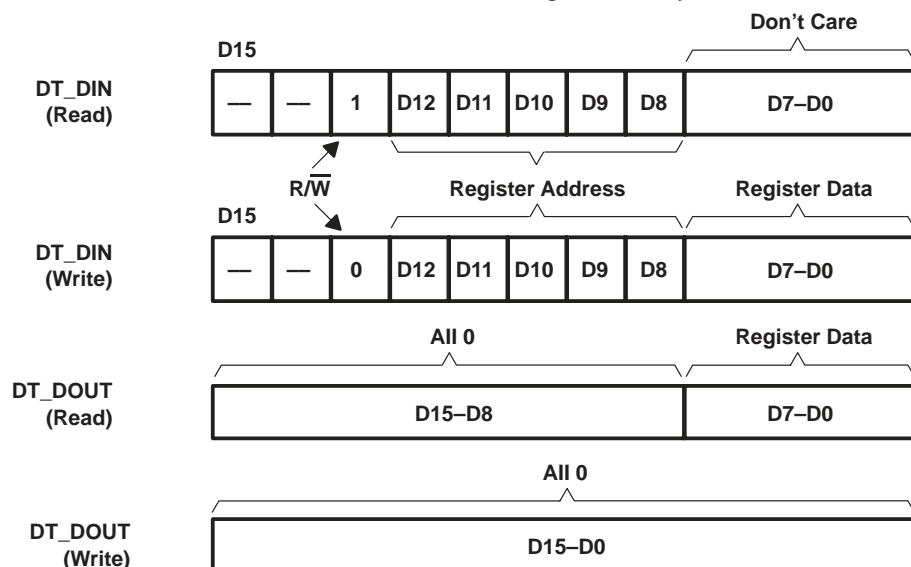 Don't Care
D15
DT_DIN
(Read)
— — 1 D12 D11 D10 D9 D8 D7–D0
R/W̅
Register Address Register Data
D15
DT_DIN
(Write)
— — 0 D12 D11 D10 D9 D8 D7–D0
All 0 Register Data
DT_DOUT
(Read)
D15–D8 D7–D0
All 0
DT_DOUT
(Write)
D15–D0